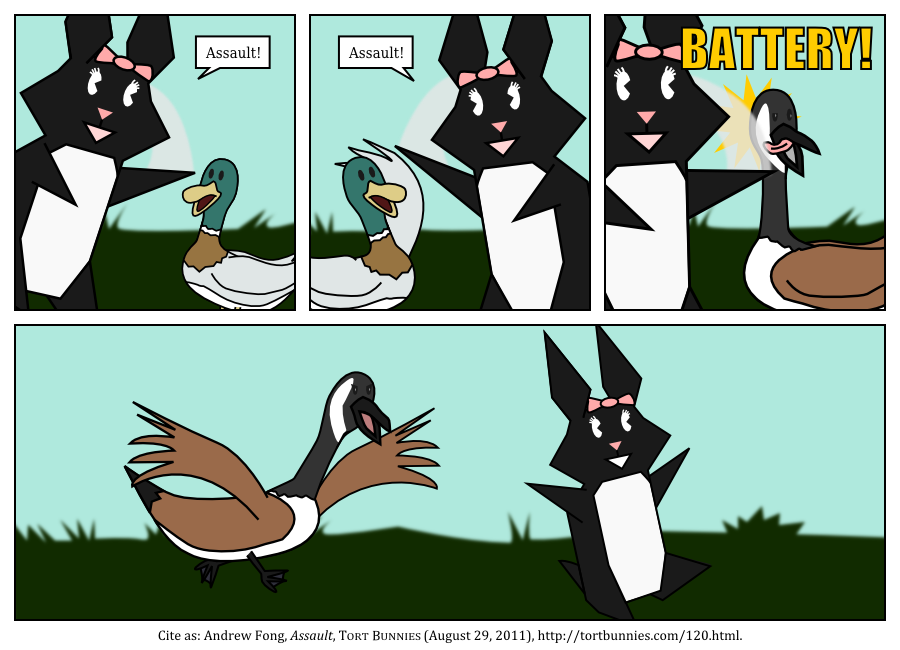 Assault!
Assault!
BATTERY!
Cite as: Andrew Fong, Assault, TORT BUNNIES (August 29, 2011), http://tortbunnies.com/120.html.